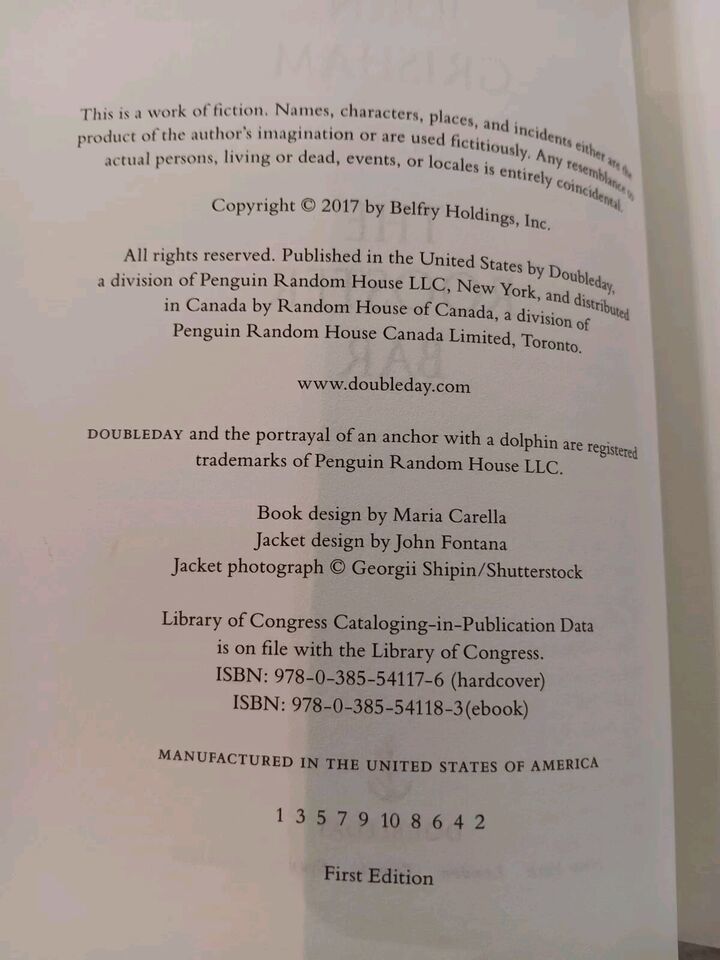 This is a work of fiction. Names, characters, places, and incidents either are the
product of the author's imagination or are used fictitiously. Any resemblance to
actual persons, living or dead, events, or locales is entirely coincidental.
Copyright © 2017 by Belfry Holdings, Inc.
All rights reserved. Published in the United States by Doubleday,
a division of Penguin Random House LLC, New York, and distributed
in Canada by Random House of Canada, a division of
Penguin Random House Canada Limited, Toronto.
www.doubleday.com
DOUBLEDAY and the portrayal of an anchor with a dolphin are registered
trademarks of Penguin Random House LLC.
Book design by Maria Carella
Jacket design by John Fontana
Jacket photograph © Georgii Shipin/Shutterstock
Library of Congress Cataloging-in-Publication Data
is on file with the Library of Congress.
ISBN: 978-0-385-54117-6 (hardcover)
ISBN: 978-0-385-54118-3(ebook)
MANUFACTURED IN THE UNITED STATES OF AMERICA
1 3 5 7 9 10 8 6 4 2
First Edition